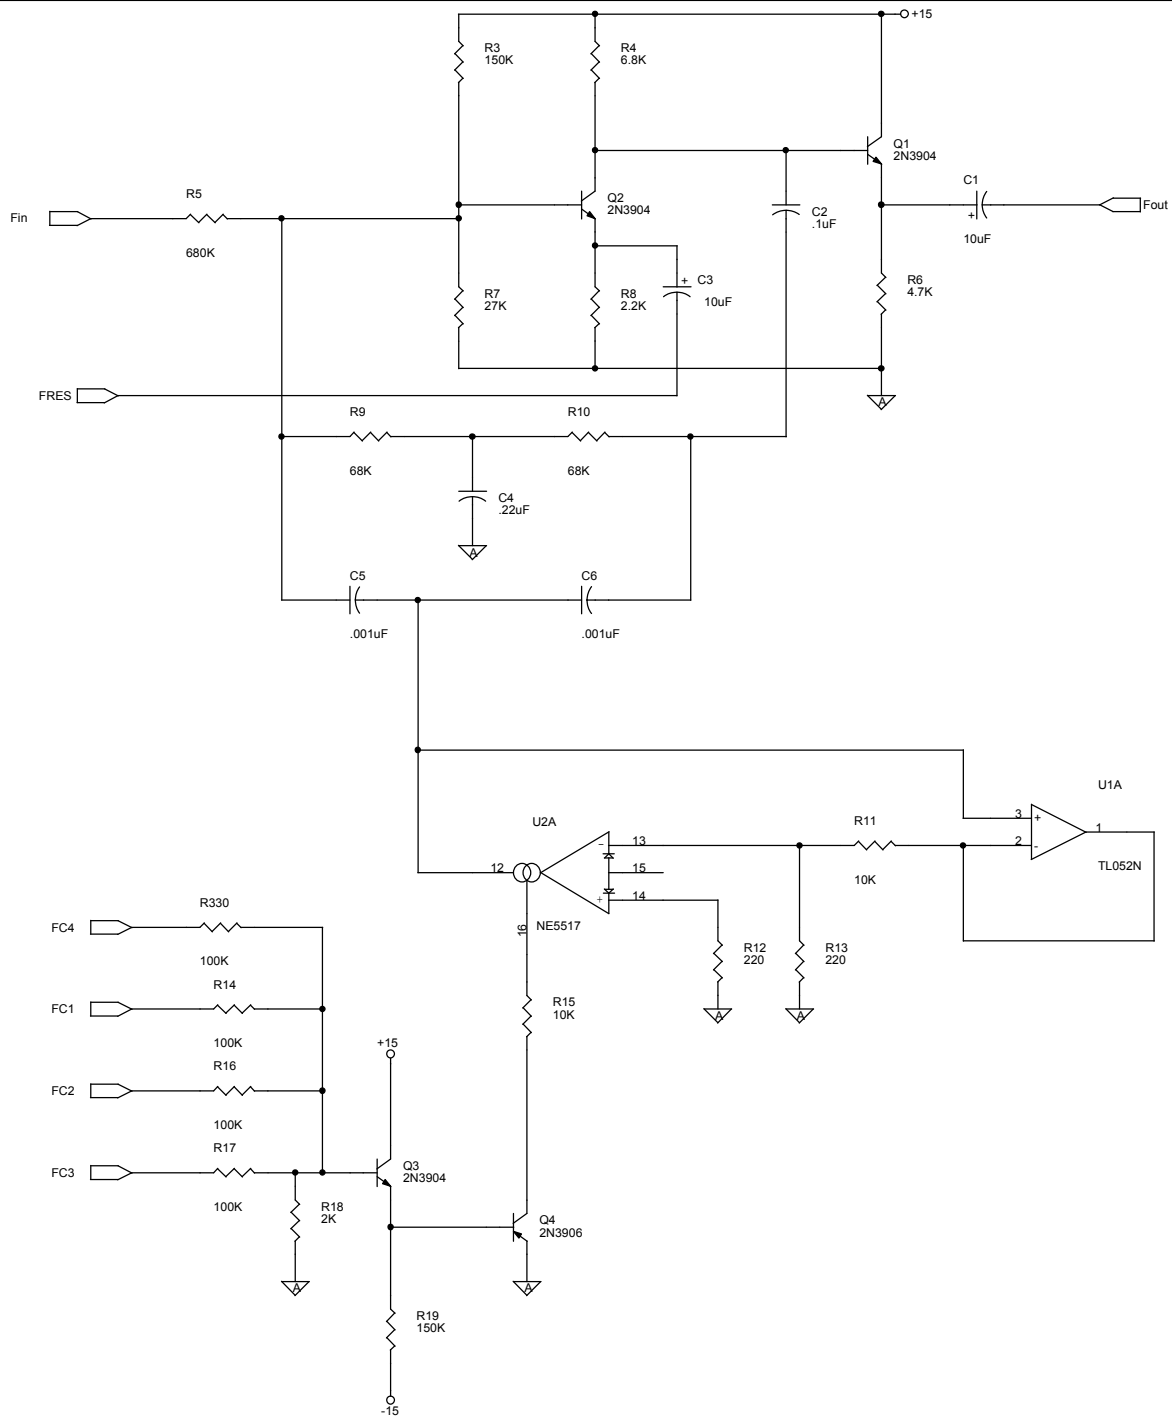 +15
R3
150K
R4
6.8K
Q1
2N3904
R5
680K
Fin
Q2
2N3904
C2
.1uF
C1
+
10uF
Fout
R7
27K
R8
2.2K
+
C3
10uF
R6
4.7K
A
FRES
R9
68K
R10
68K
C4
.22uF
A
C5
.001uF
C6
.001uF
U1A
3
+
2
-
1
TL052N
U2A
12
-
13
15
+
14
16
NE5517
R11
10K
R12
220
A
R13
220
A
FC4
R330
100K
FC1
R14
100K
R15
10K
+15
FC2
R16
100K
FC3
R17
100K
Q3
2N3904
R18
2K
A
Q4
2N3906
A
R19
150K
-15